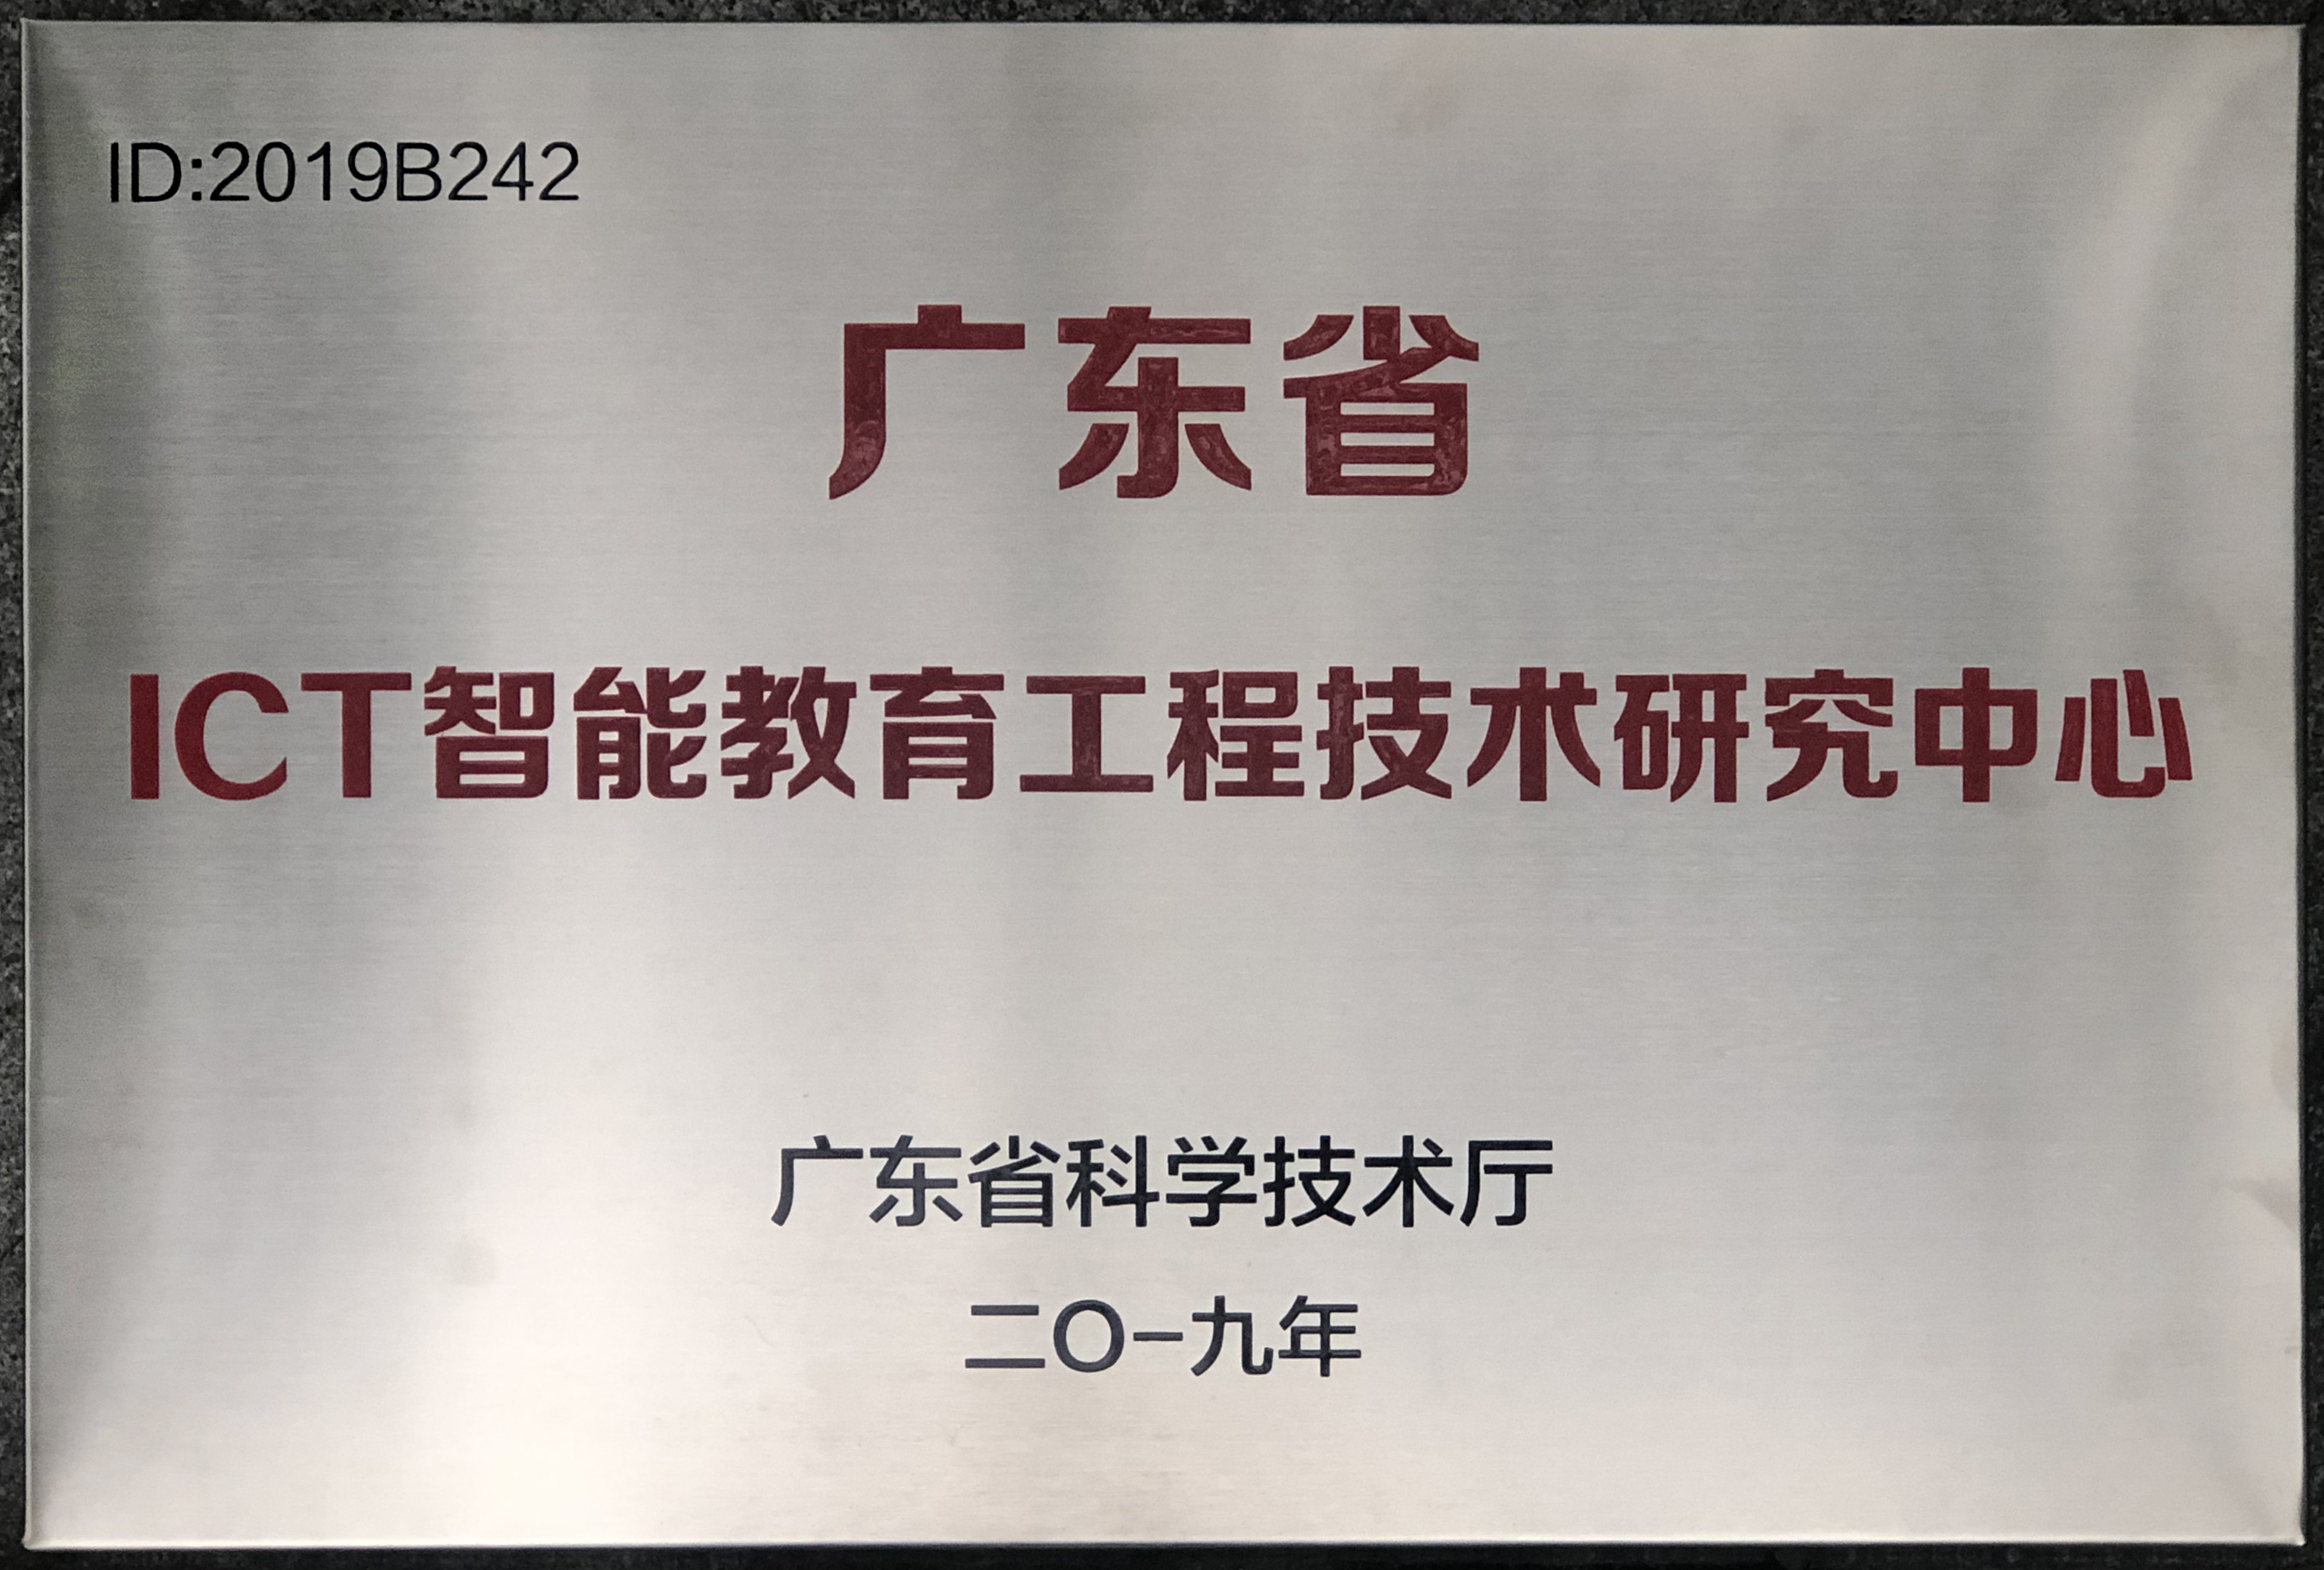 ID:2019B242
广东省
ICT智能教育工程技术研究中心
广东省科学技术厅
二O一九年